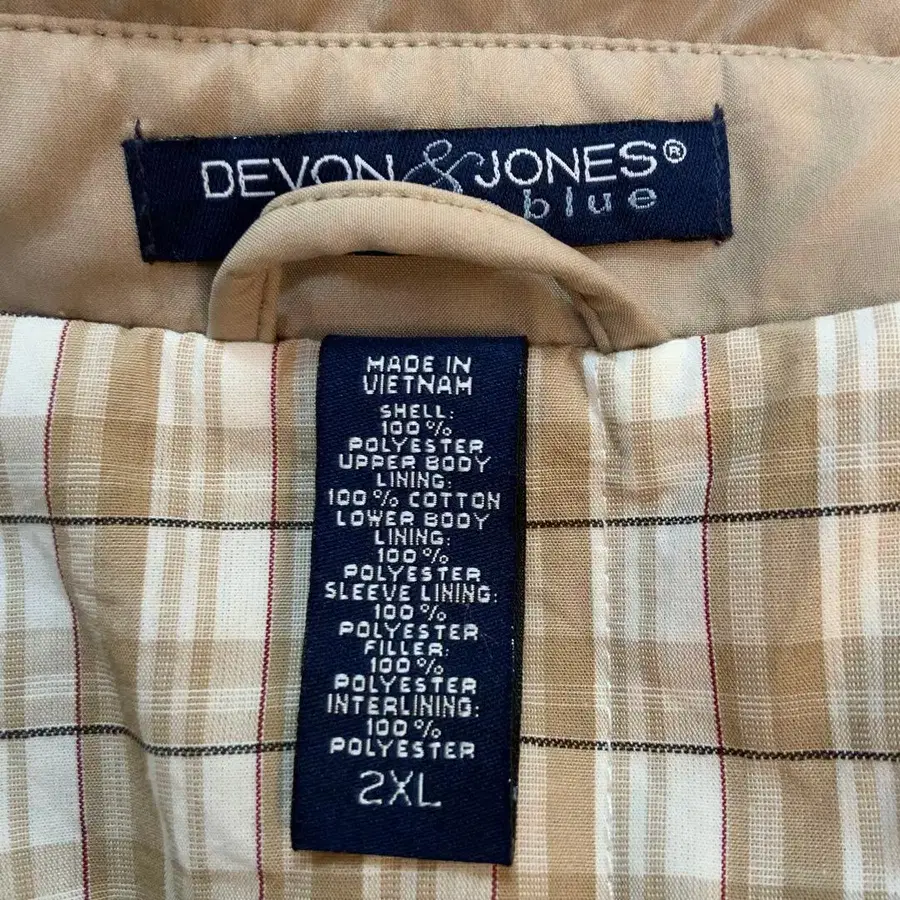 DEVON & JONES®
blue
MADE IN
VIETNAM
SHELL:
100%
POLYESTER
UPPER BODY
LINING:
100% COTTON
LOWER BODY
LINING:
100%
POLYESTER
SLEEVE LINING:
100%
POLYESTER
FILLER:
100%
POLYESTER
INTERLINING:
100%
POLYESTER
2XL